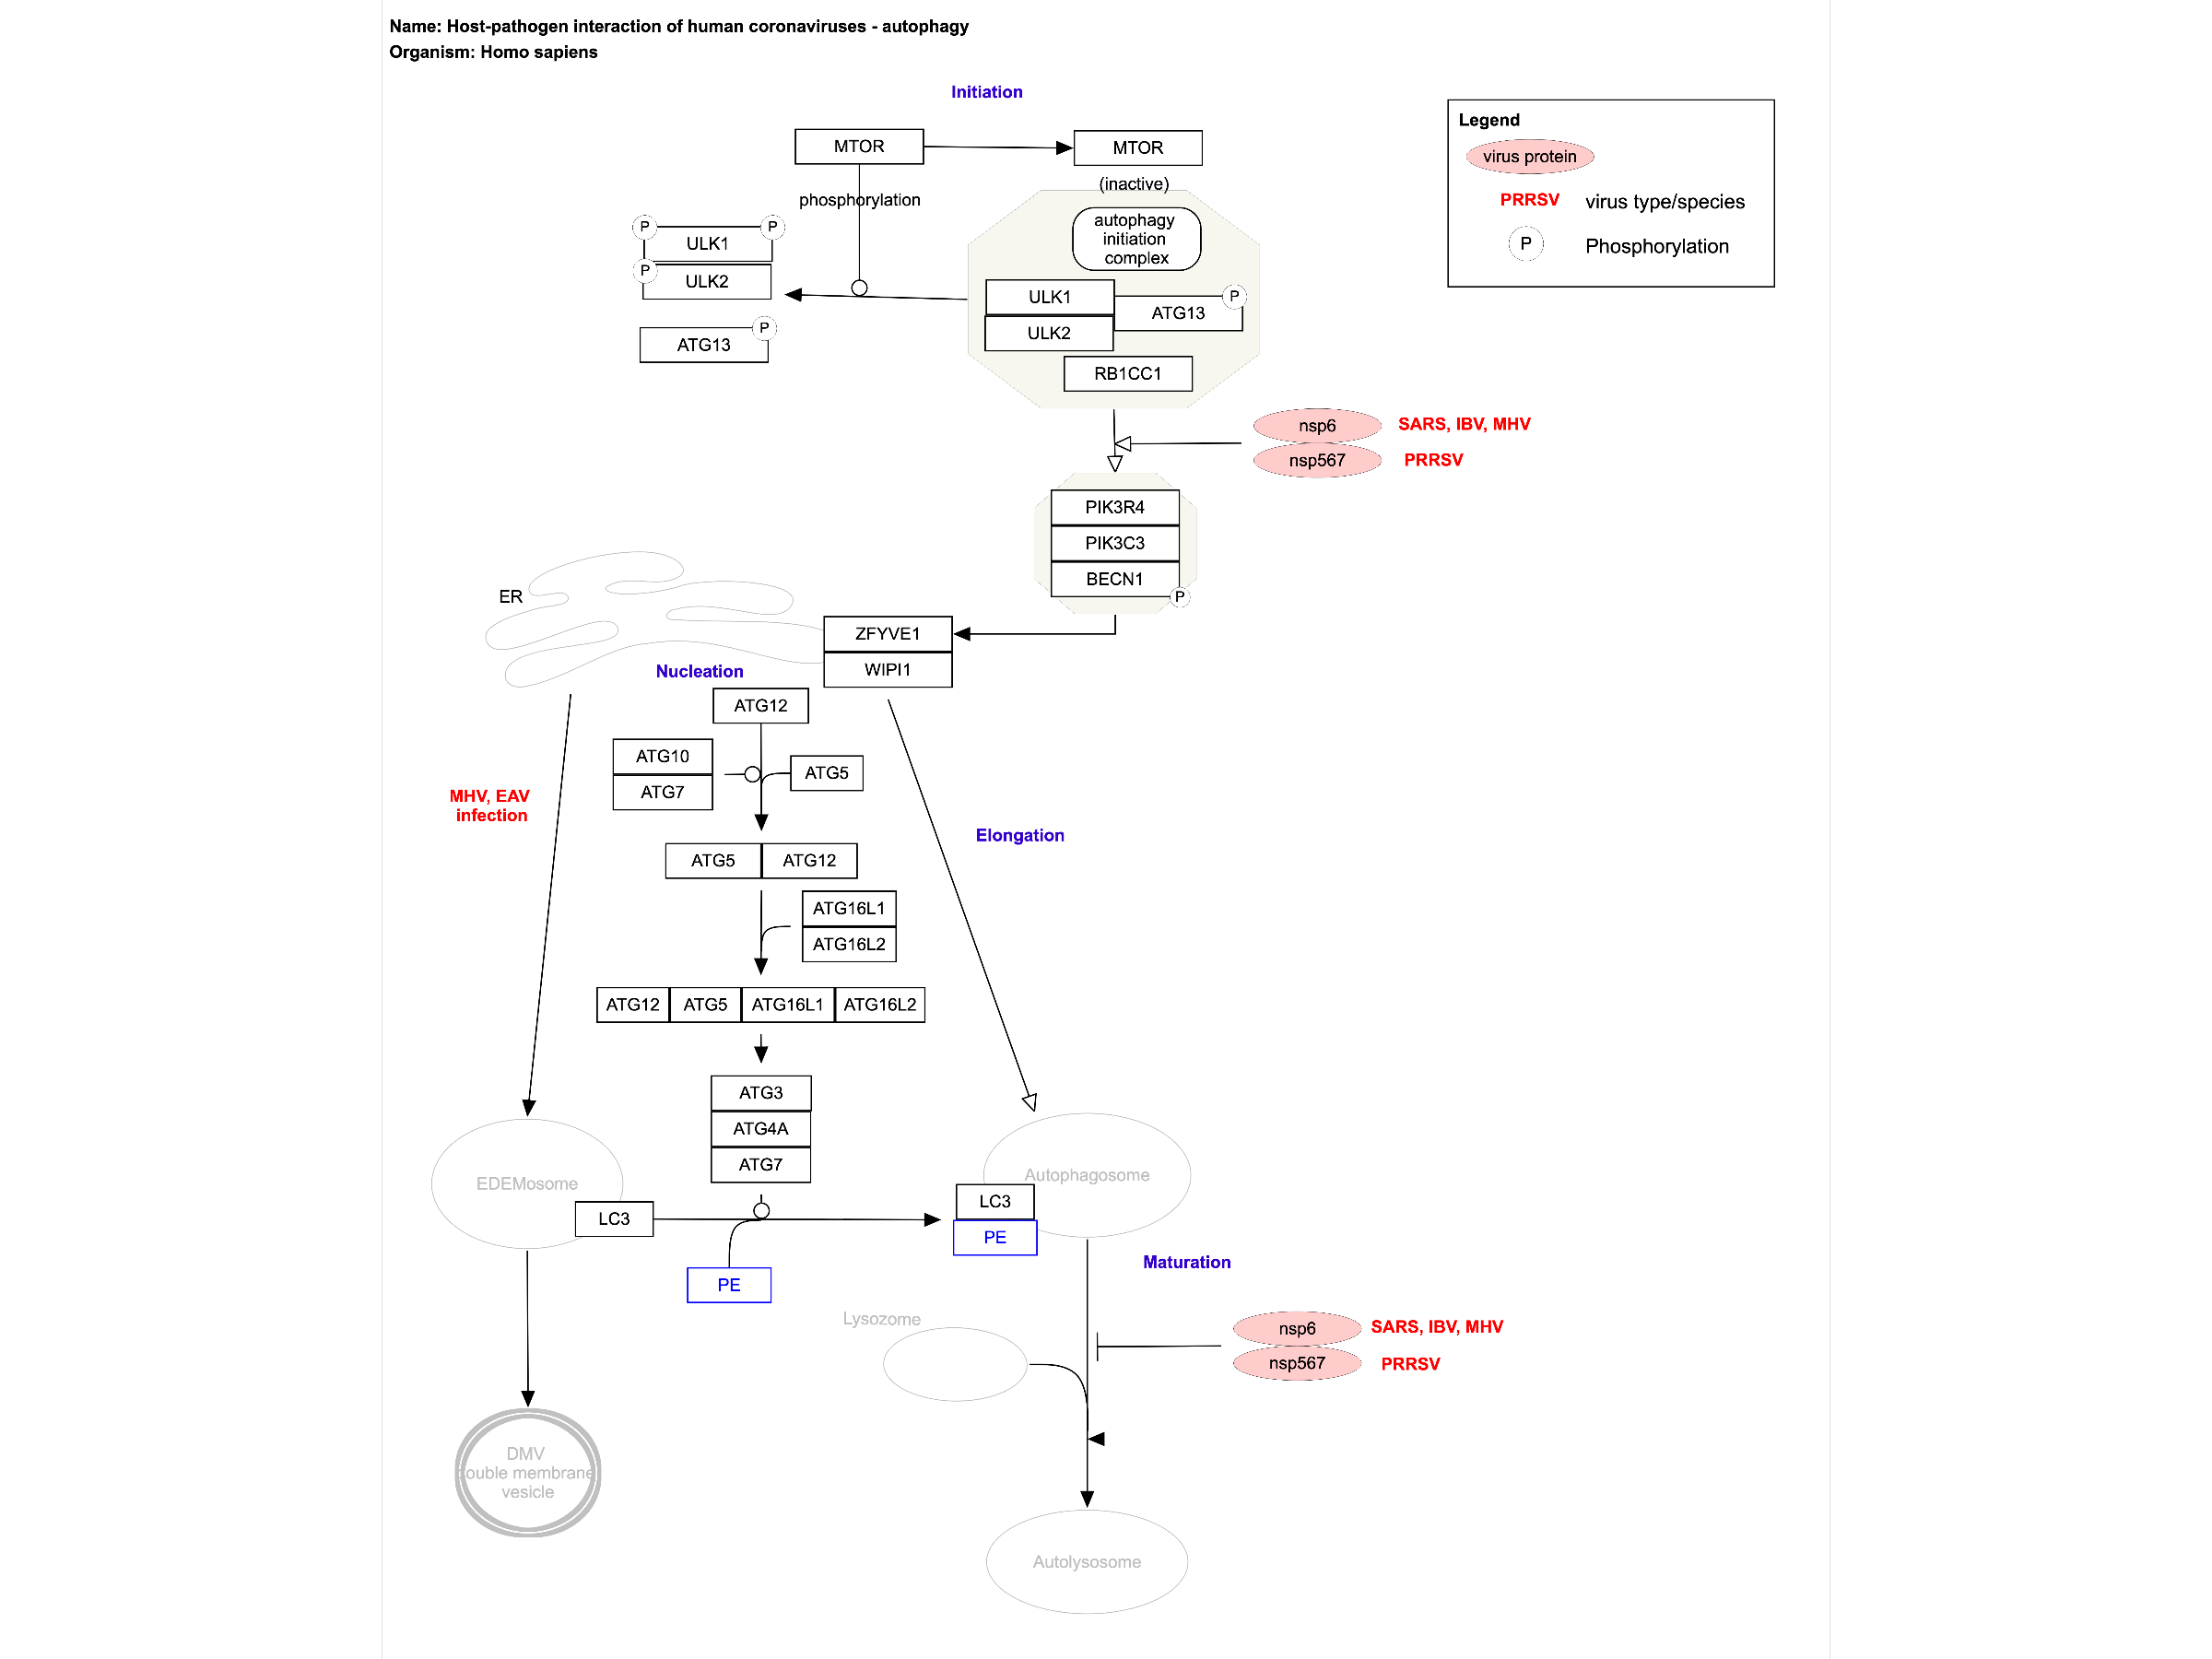 Name: Host-pathogen interaction of human coronaviruses - autophagy
Organism: Homo sapiens
Initiation
Legend
virus protein
PRRSV virus type/species
P Phosphorylation
MTOR
MTOR
(inactive)
phosphorylation
autophagy
initiation
complex
P
P
ULK1
P
ULK2
P
ATG13
ULK1
ULK2
P
ATG13
RB1CC1
nsp6 SARS, IBV, MHV
nsp567 PRRSV
PIK3R4
PIK3C3
BECN1
P
ER
ZFYVE1
WIPI1
Nucleation
ATG12
ATG10
ATG7
ATG5
MHV, EAV
infection
Elongation
ATG5 ATG12
ATG16L1
ATG16L2
ATG12 ATG5 ATG16L1 ATG16L2
ATG3
ATG4A
ATG7
EDEMosome
LC3
Autophagosome
LC3
PE
PE
Maturation
Lysozome
nsp6 SARS, IBV, MHV
nsp567 PRRSV
DMV
ouble membrane
vesicle
Autolysosome